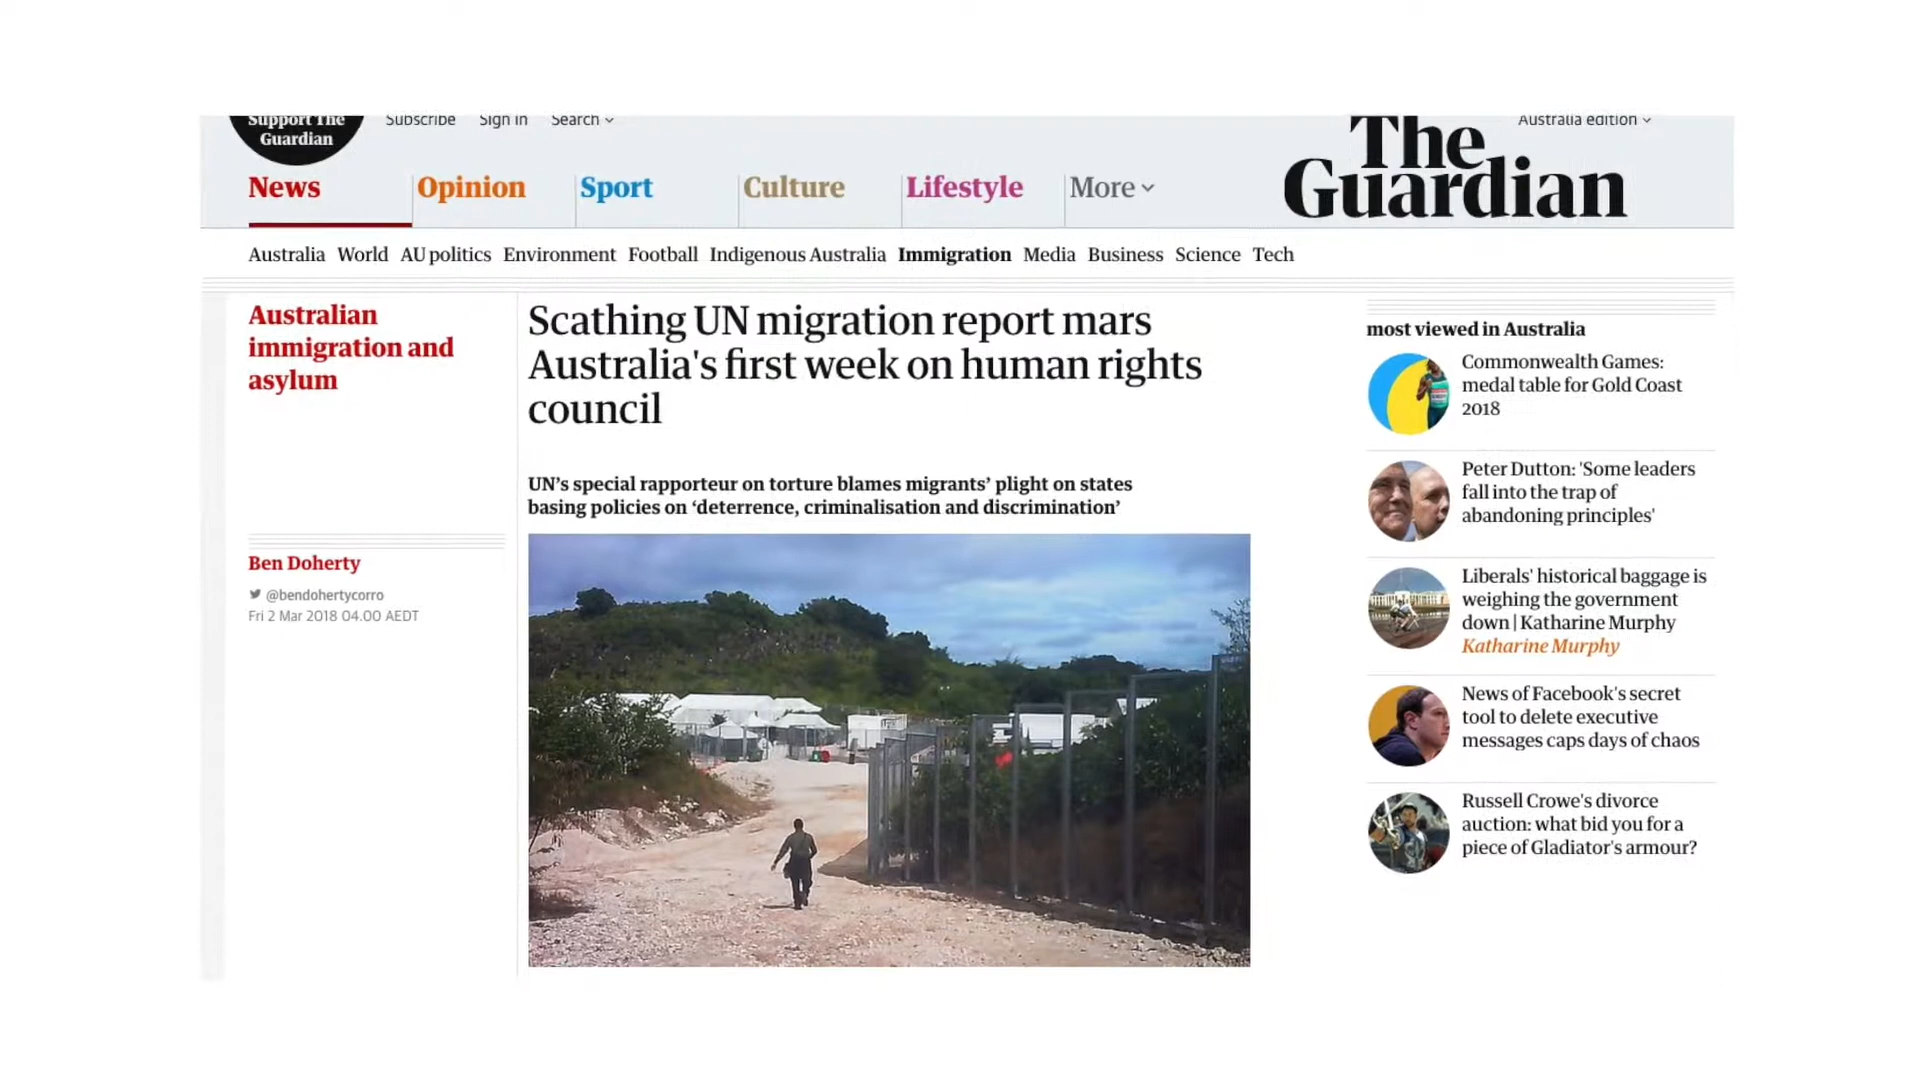 Support The
Guardian
Subscribe
Sign in
Search
Australia edition
The
Guardian
News
Opinion
Sport
Culture
Lifestyle
More
Australia World AU politics Environment Football Indigenous Australia Immigration Media Business Science Tech
Australian
immigration and
asylum
Scathing UN migration report mars
Australia's first week on human rights
council
UN’s special rapporteur on torture blames migrants’ plight on states
basing policies on ‘deterrence, criminalisation and discrimination’
Ben Doherty
@bendohertycorro
Fri 2 Mar 2018 04.00 AEDT
most viewed in Australia
Commonwealth Games:
medal table for Gold Coast
2018
Peter Dutton: 'Some leaders
fall into the trap of
abandoning principles'
Liberals' historical baggage is
weighing the government
down | Katharine Murphy
Katharine Murphy
News of Facebook's secret
tool to delete executive
messages caps days of chaos
Russell Crowe's divorce
auction: what bid you for a
piece of Gladiator's armour?